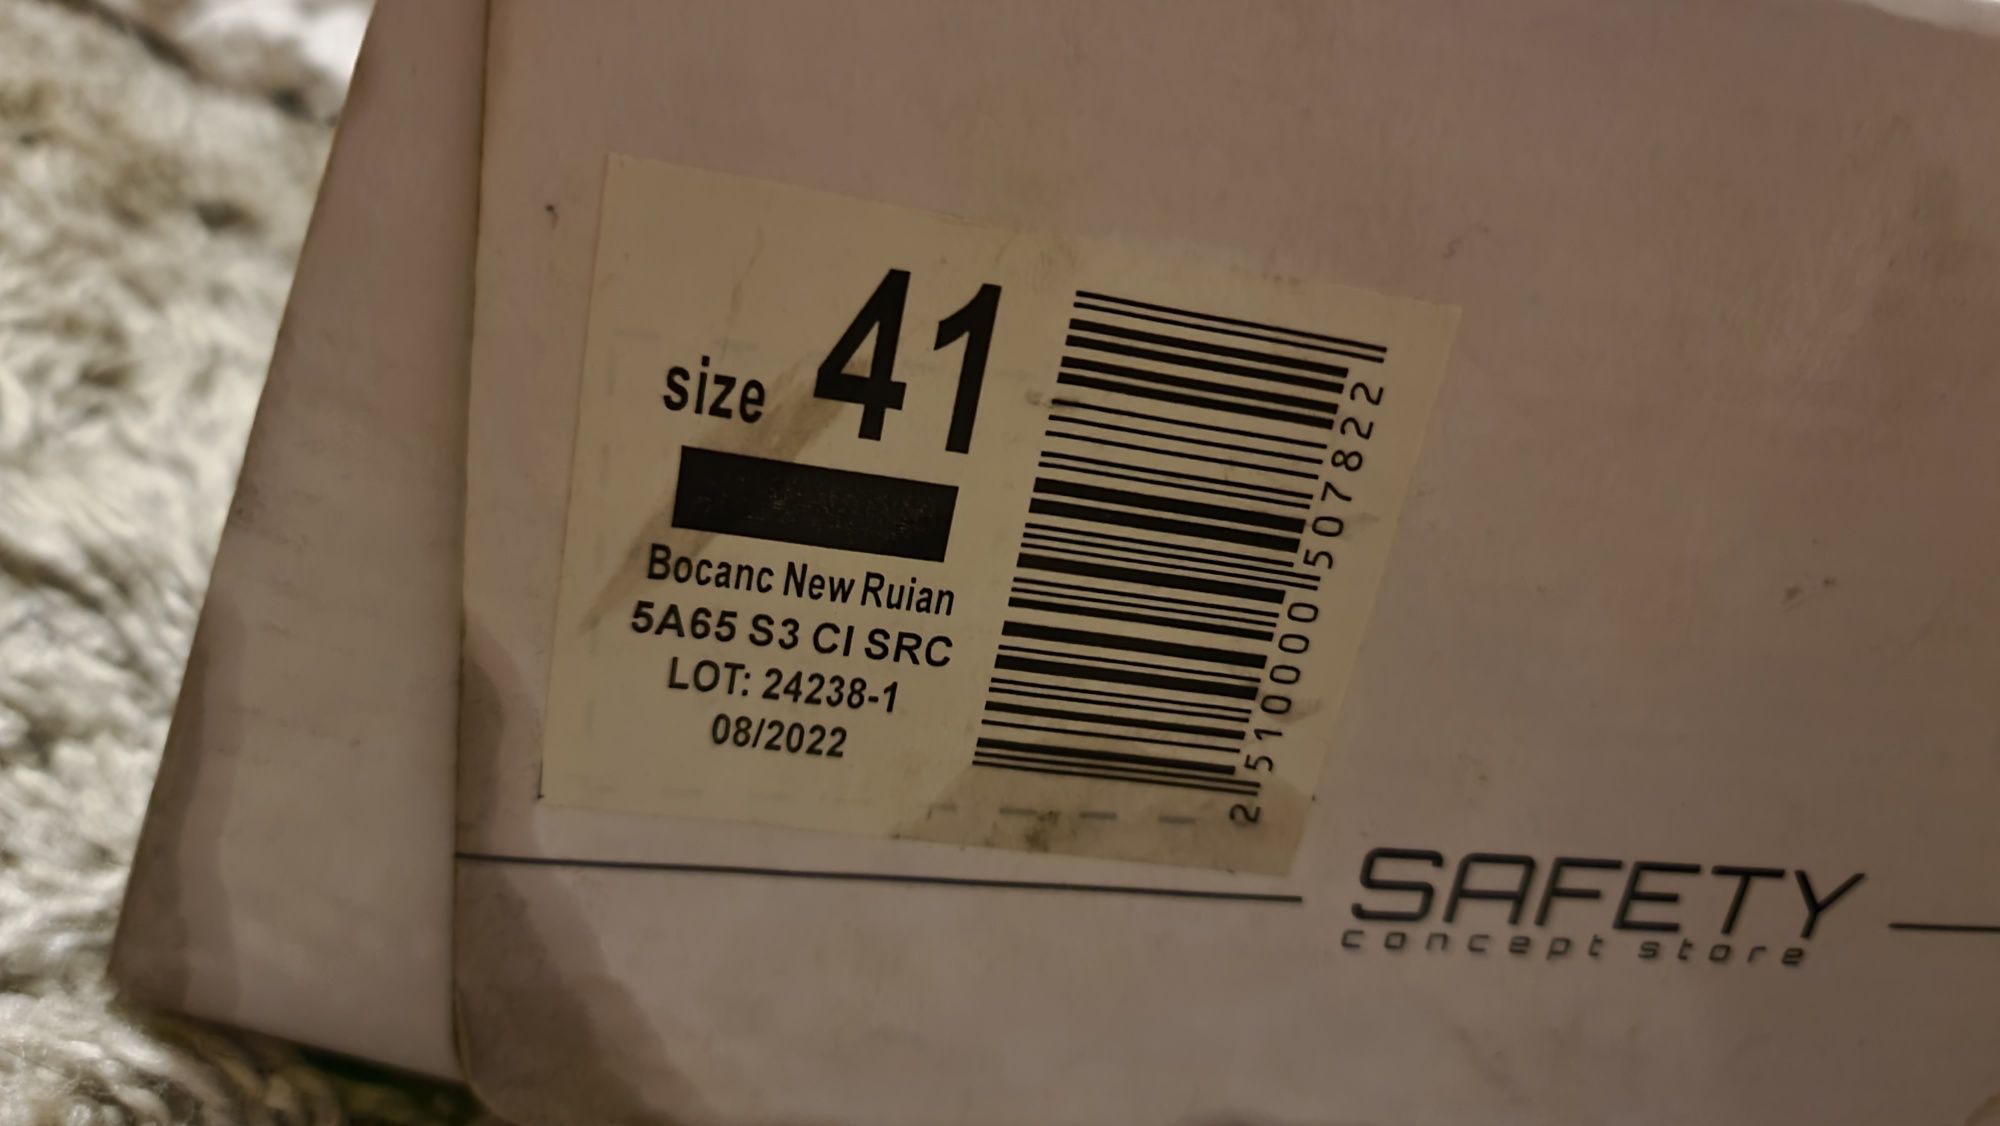 size 41
Bocanc New Ruian
5A65 S3 CI SRC
LOT: 24238-1
08/2022
2510000507822
SAFETY
concept store